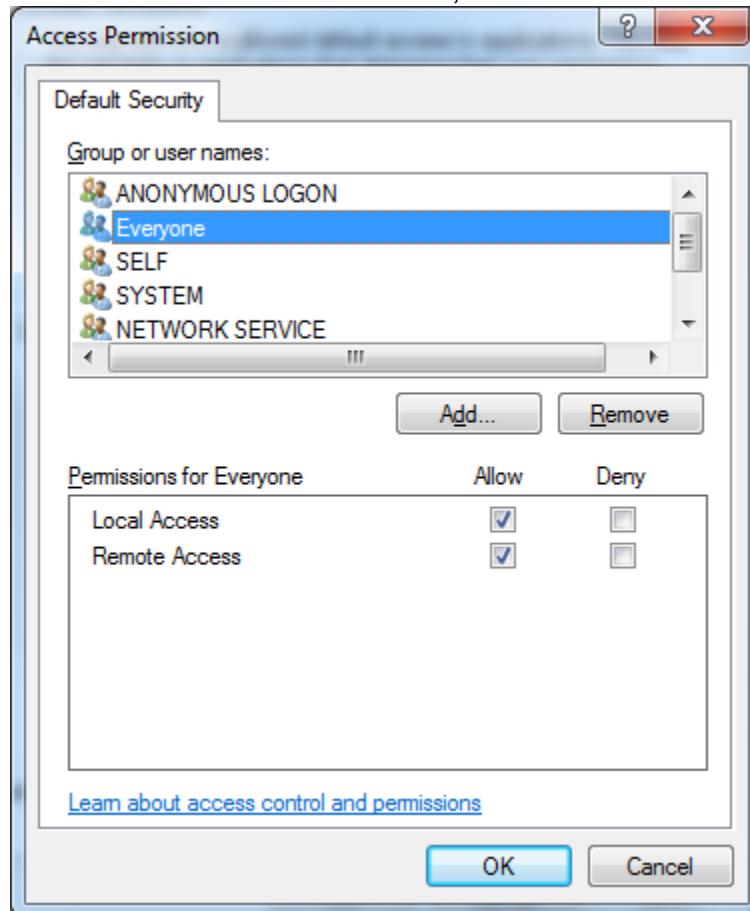 Access Permission
Default Security
Group or user names:
ANONYMOUS LOGON
Everyone
SELF
SYSTEM
NETWORK SERVICE
Add... Remove
Permissions for Everyone Allow Deny
Local Access
Remote Access
Learn about access control and permissions
OK Cancel